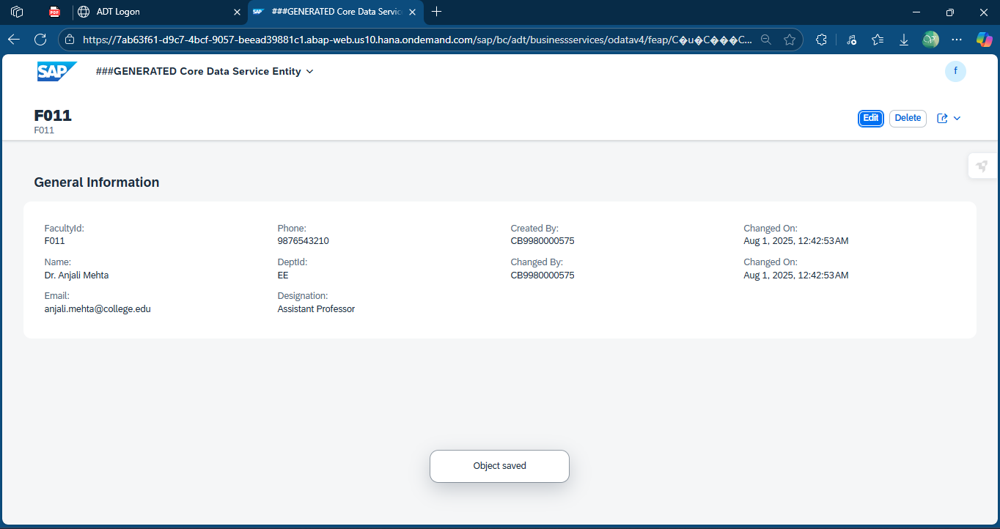 ADT Logon
###GENERATED Core Data Servic
https://7ab63f61-d9c7-4bcf-9057-beead39881c1.abap-web.us10.hana.ondemand.com/sap/bc/adt/businessservices/odatav4/feap/C�u�C���C...
SAP ###GENERATED Core Data Service Entity
f
F011
F011
Edit Delete
General Information
FacultyId:
F011
Name:
Dr. Anjali Mehta
Email:
anjali.mehta@college.edu
Phone:
9876543210
DeptId:
EE
Designation:
Assistant Professor
Created By:
CB9980000575
Changed By:
CB9980000575
Changed On:
Aug 1, 2025, 12:42:53 AM
Changed On:
Aug 1, 2025, 12:42:53 AM
Object saved